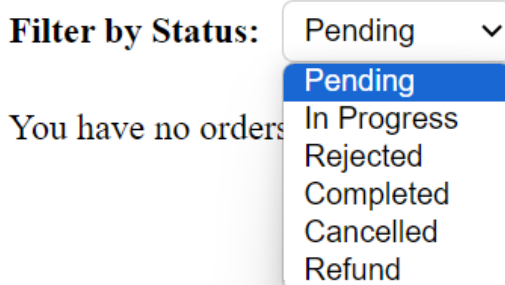 Filter by Status: Pending
Pending
You have no orders
In Progress
Rejected
Completed
Cancelled
Refund